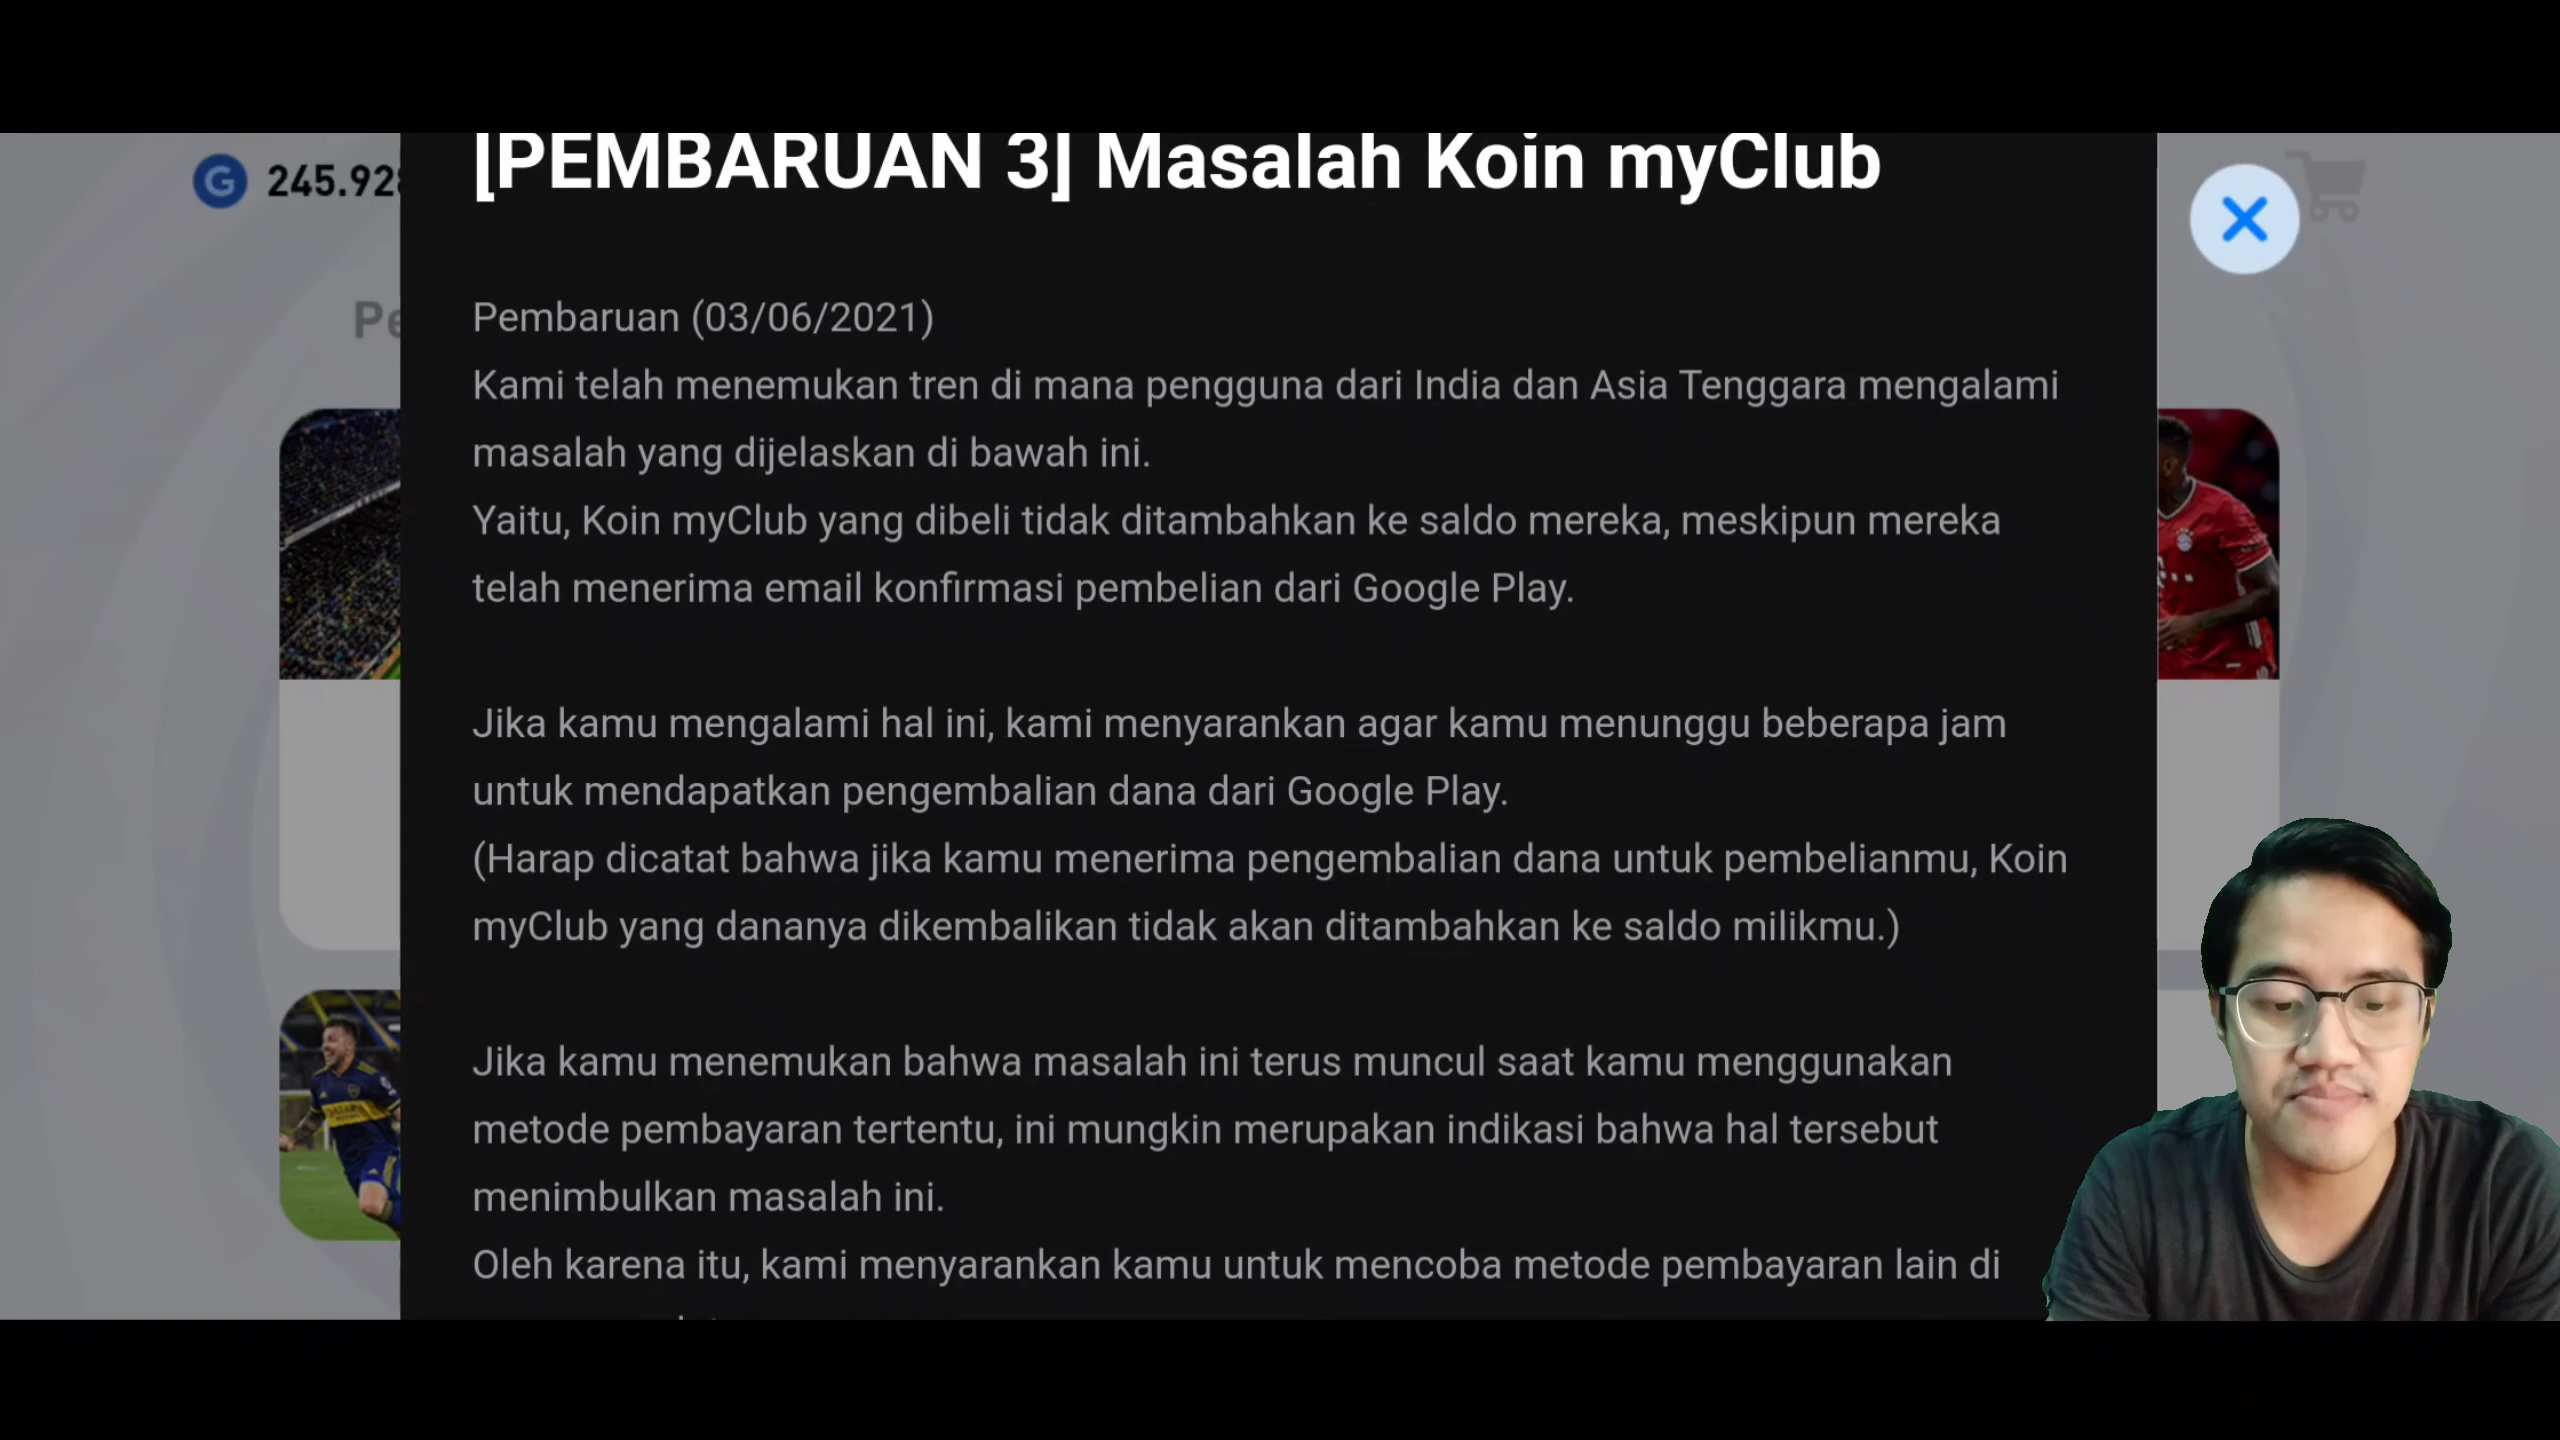 [PEMBARUAN 3] Masalah Koin myClub
G 245.928
Pe
Pembaruan (03/06/2021)
Kami telah menemukan tren di mana pengguna dari India dan Asia Tenggara mengalami
masalah yang dijelaskan di bawah ini.
Yaitu, Koin myClub yang dibeli tidak ditambahkan ke saldo mereka, meskipun mereka
telah menerima email konfirmasi pembelian dari Google Play.
Jika kamu mengalami hal ini, kami menyarankan agar kamu menunggu beberapa jam
untuk mendapatkan pengembalian dana dari Google Play.
(Harap dicatat bahwa jika kamu menerima pengembalian dana untuk pembelianmu, Koin
myClub yang dananya dikembalikan tidak akan ditambahkan ke saldo milikmu.)
Jika kamu menemukan bahwa masalah ini terus muncul saat kamu menggunakan
metode pembayaran tertentu, ini mungkin merupakan indikasi bahwa hal tersebut
menimbulkan masalah ini.
Oleh karena itu, kami menyarankan kamu untuk mencoba metode pembayaran lain di